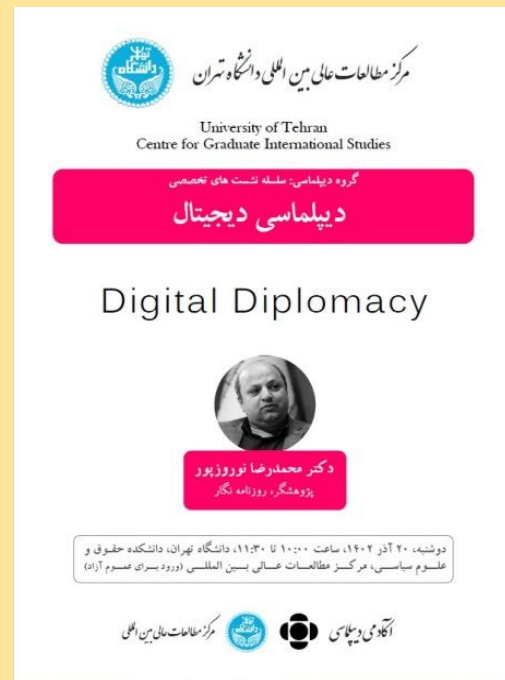 مرکز مطالعات عالی بین المللی دانشگاه تهران
University of Tehran
Centre for Graduate International Studies
گروه دیپلماسی: سلسله نشست های تخصصی
دیپلماسی دیجیتال
Digital Diplomacy
دکتر محمدرضا نوروزپور
پژوهشگر، روزنامه نگار
دوشنبه، ۲۰ آذر ۱۴۰۲، ساعت ۱۰:۰۰ تا ۱۱:۳۰، دانشگاه تهران، دانشکده حقوق و
علوم سیاسی، مرکز مطالعات عالی بین المللی (ورود برای عموم آزاد)
اکادمی دیپلماسی
مرکز مطالعات عالی بین المللی